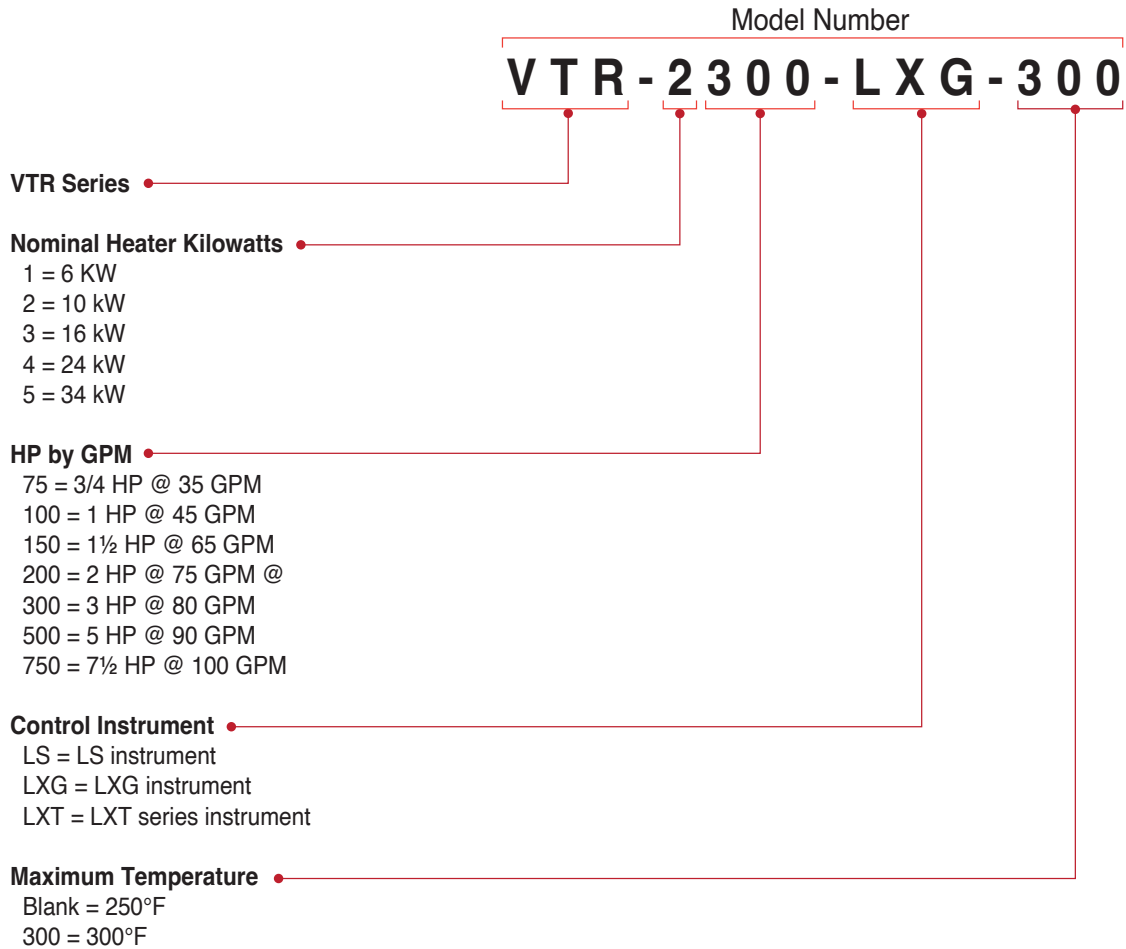 Model Number
VTR-2300-LXG-300
VTR Series
Nominal Heater Kilowatts
1 = 6 KW
2 = 10 kW
3 = 16 kW
4 = 24 kW
5 = 34 kW
HP by GPM
75 = 3/4 HP @ 35 GPM
100 = 1 HP @ 45 GPM
150 = 1½ HP @ 65 GPM
200 = 2 HP @ 75 GPM @
300 = 3 HP @ 80 GPM
500 = 5 HP @ 90 GPM
750 = 7½ HP @ 100 GPM
Control Instrument
LS = LS instrument
LXG = LXG instrument
LXT = LXT series instrument
Maximum Temperature
Blank = 250°F
300 = 300°F